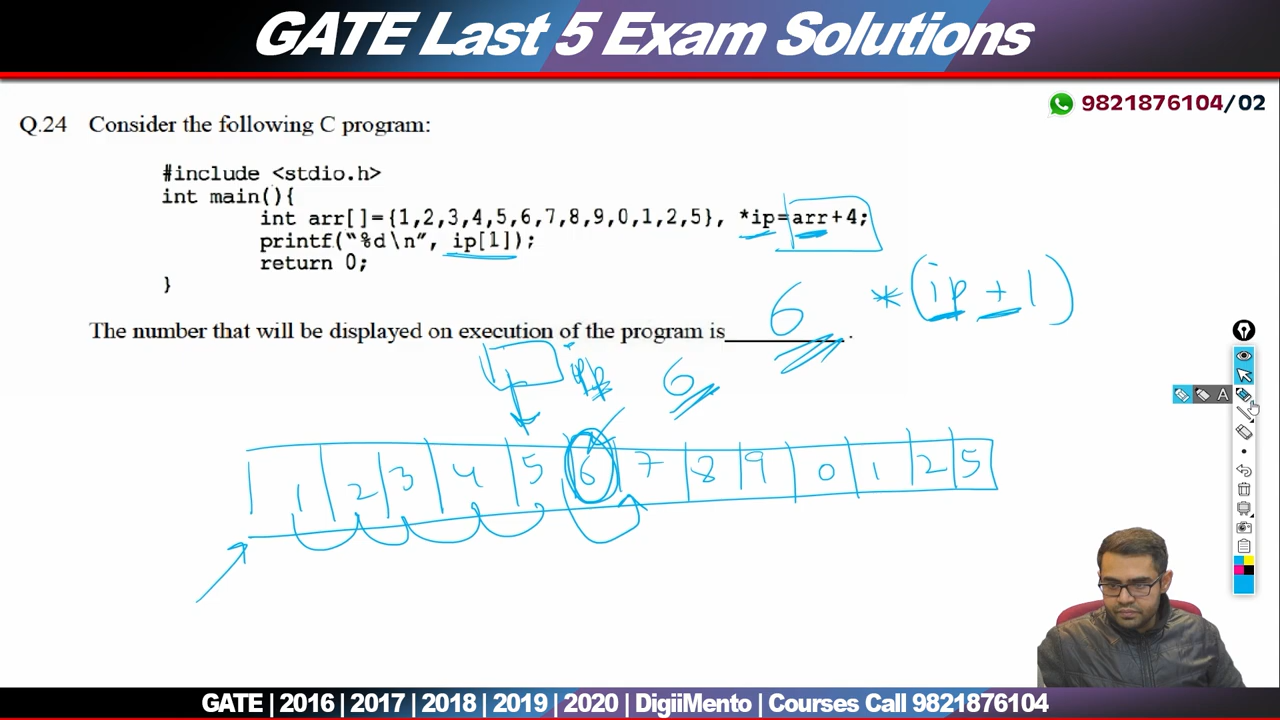 GATE Last 5 Exam Solutions
9821876104/02
Q.24 Consider the following C program:
#include <stdio.h>
int main(){
int arr[]={1,2,3,4,5,6,7,8,9,0,1,2,5}, *ip=arr+4;
printf("%d\n", ip[1]);
return 0;
}
*(ip+1)
6
The number that will be displayed on execution of the program is________.
ip
6
1 2 3 4 5 6 7 8 9 0 1 2 5
A
GATE | 2016 | 2017 | 2018 | 2019 | 2020 | DigiiMento | Courses Call 9821876104